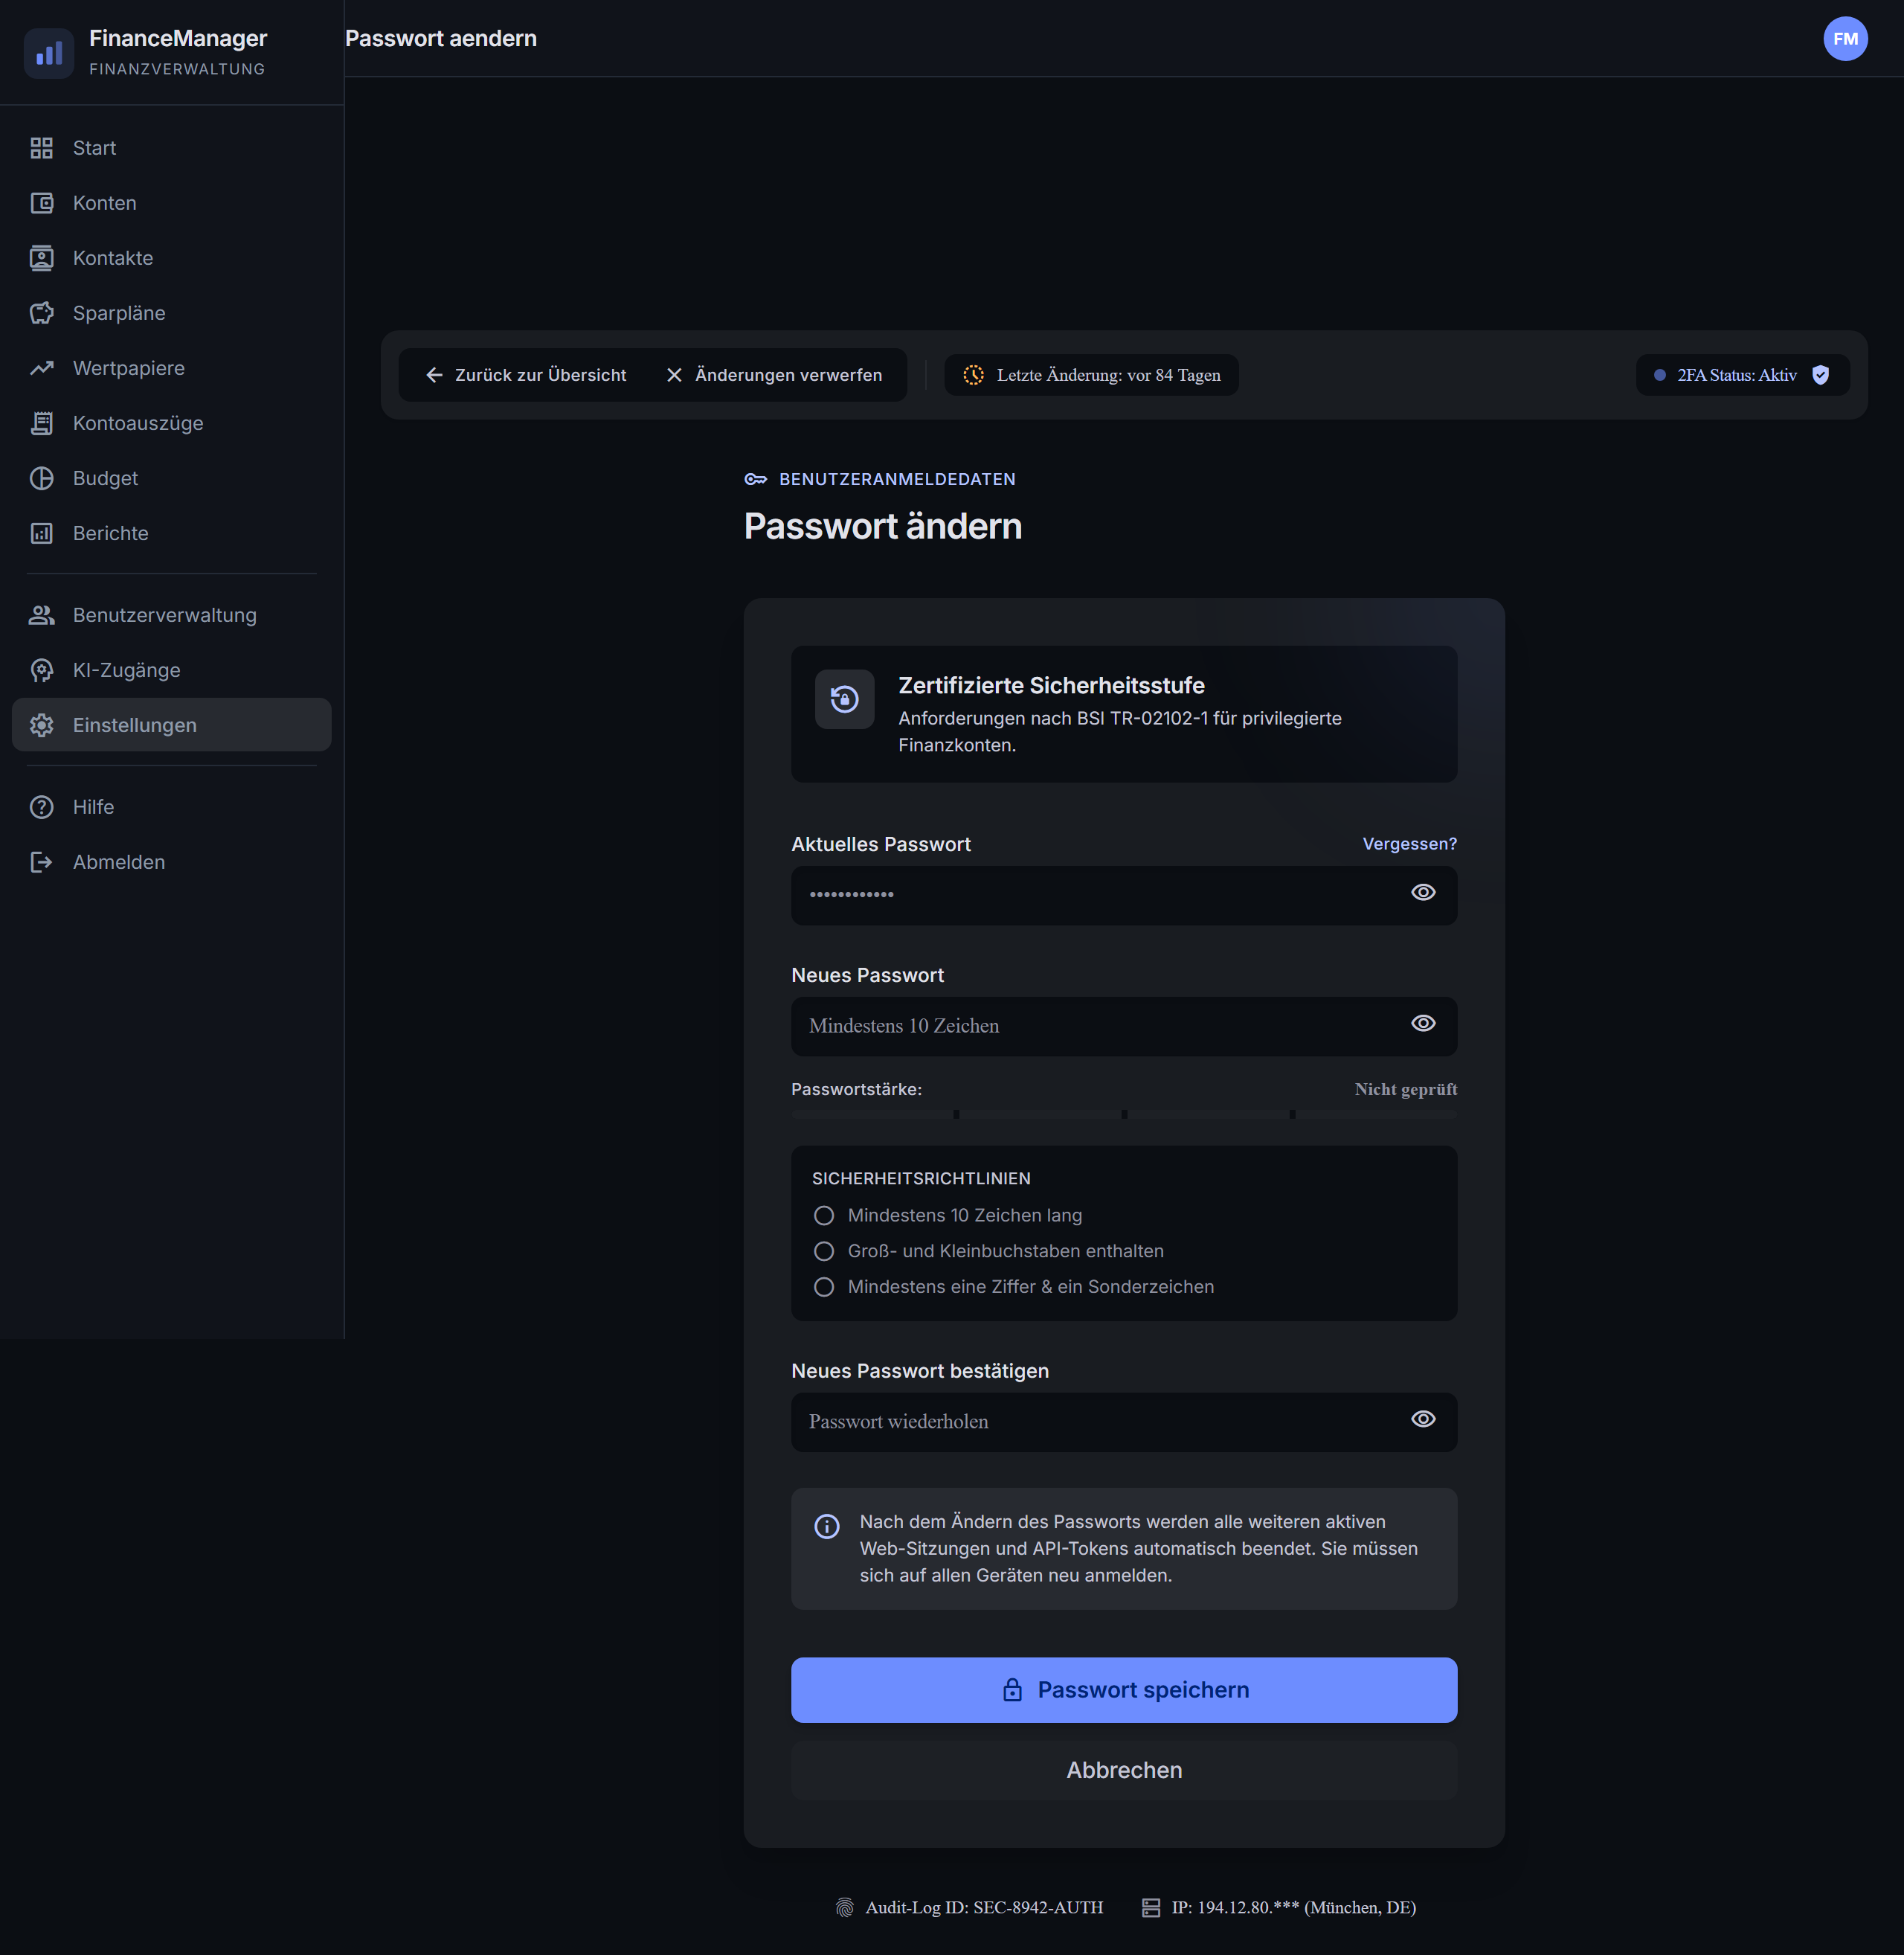 FinanceManager
FINANZVERWALTUNG
Passwort aendern
FM
Start
Konten
Kontakte
Sparpläne
Wertpapiere
Kontoauszüge
Budget
Berichte
Benutzerverwaltung
KI-Zugänge
Einstellungen
Hilfe
Abmelden
Zurück zur Übersicht
Änderungen verwerfen
Letzte Änderung: vor 84 Tagen
2FA Status: Aktiv
BENUTZERANMELDEDATEN
Passwort ändern
Zertifizierte Sicherheitsstufe
Anforderungen nach BSI TR-02102-1 für privilegierte
Finanzkonten.
Aktuelles Passwort
Vergessen?
••••••••••••
Neues Passwort
Mindestens 10 Zeichen
Passwortstärke:
Nicht geprüft
SICHERHEITSRICHTLINIEN
Mindestens 10 Zeichen lang
Groß- und Kleinbuchstaben enthalten
Mindestens eine Ziffer & ein Sonderzeichen
Neues Passwort bestätigen
Passwort wiederholen
Nach dem Ändern des Passworts werden alle weiteren aktiven
Web-Sitzungen und API-Tokens automatisch beendet. Sie müssen
sich auf allen Geräten neu anmelden.
Passwort speichern
Abbrechen
Audit-Log ID: SEC-8942-AUTH
IP: 194.12.80.*** (München, DE)